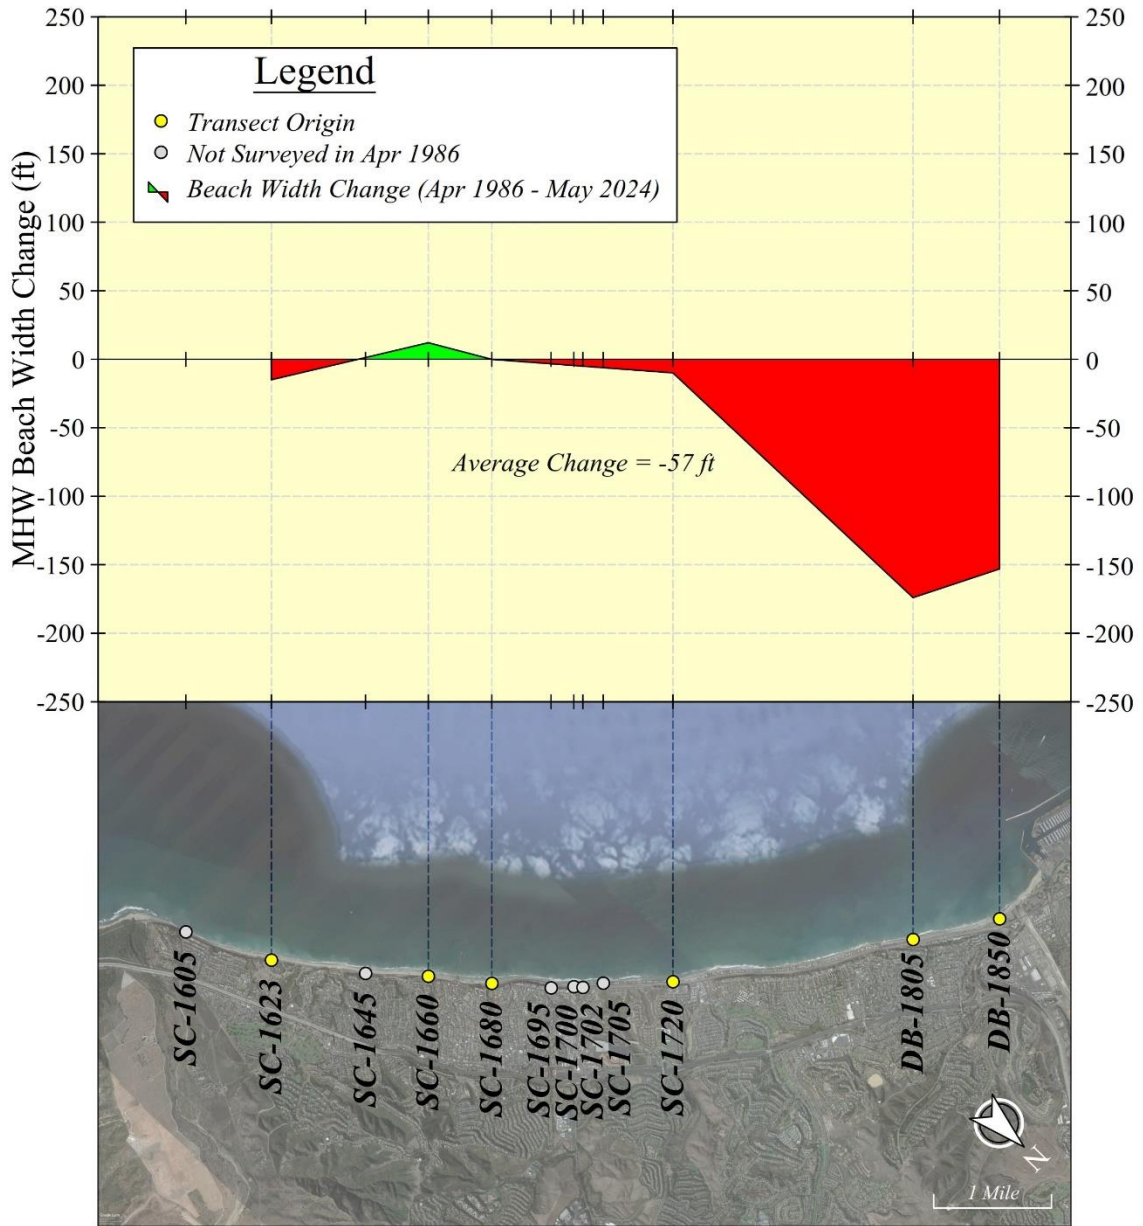 250
200
150
100
50
0
-50
-100
-150
-200
-250
MHW Beach Width Change (ft)
Legend
Transect Origin
Not Surveyed in Apr 1986
Beach Width Change (Apr 1986 - May 2024)
Average Change = -57 ft
250
200
150
100
50
0
-50
-100
-150
-200
-250
SC-1605
SC-1623
SC-1645
SC-1660
SC-1680
SC-1695
SC-1700
SC-1702
SC-1705
SC-1720
DB-1805
DB-1850
N
1 Mile